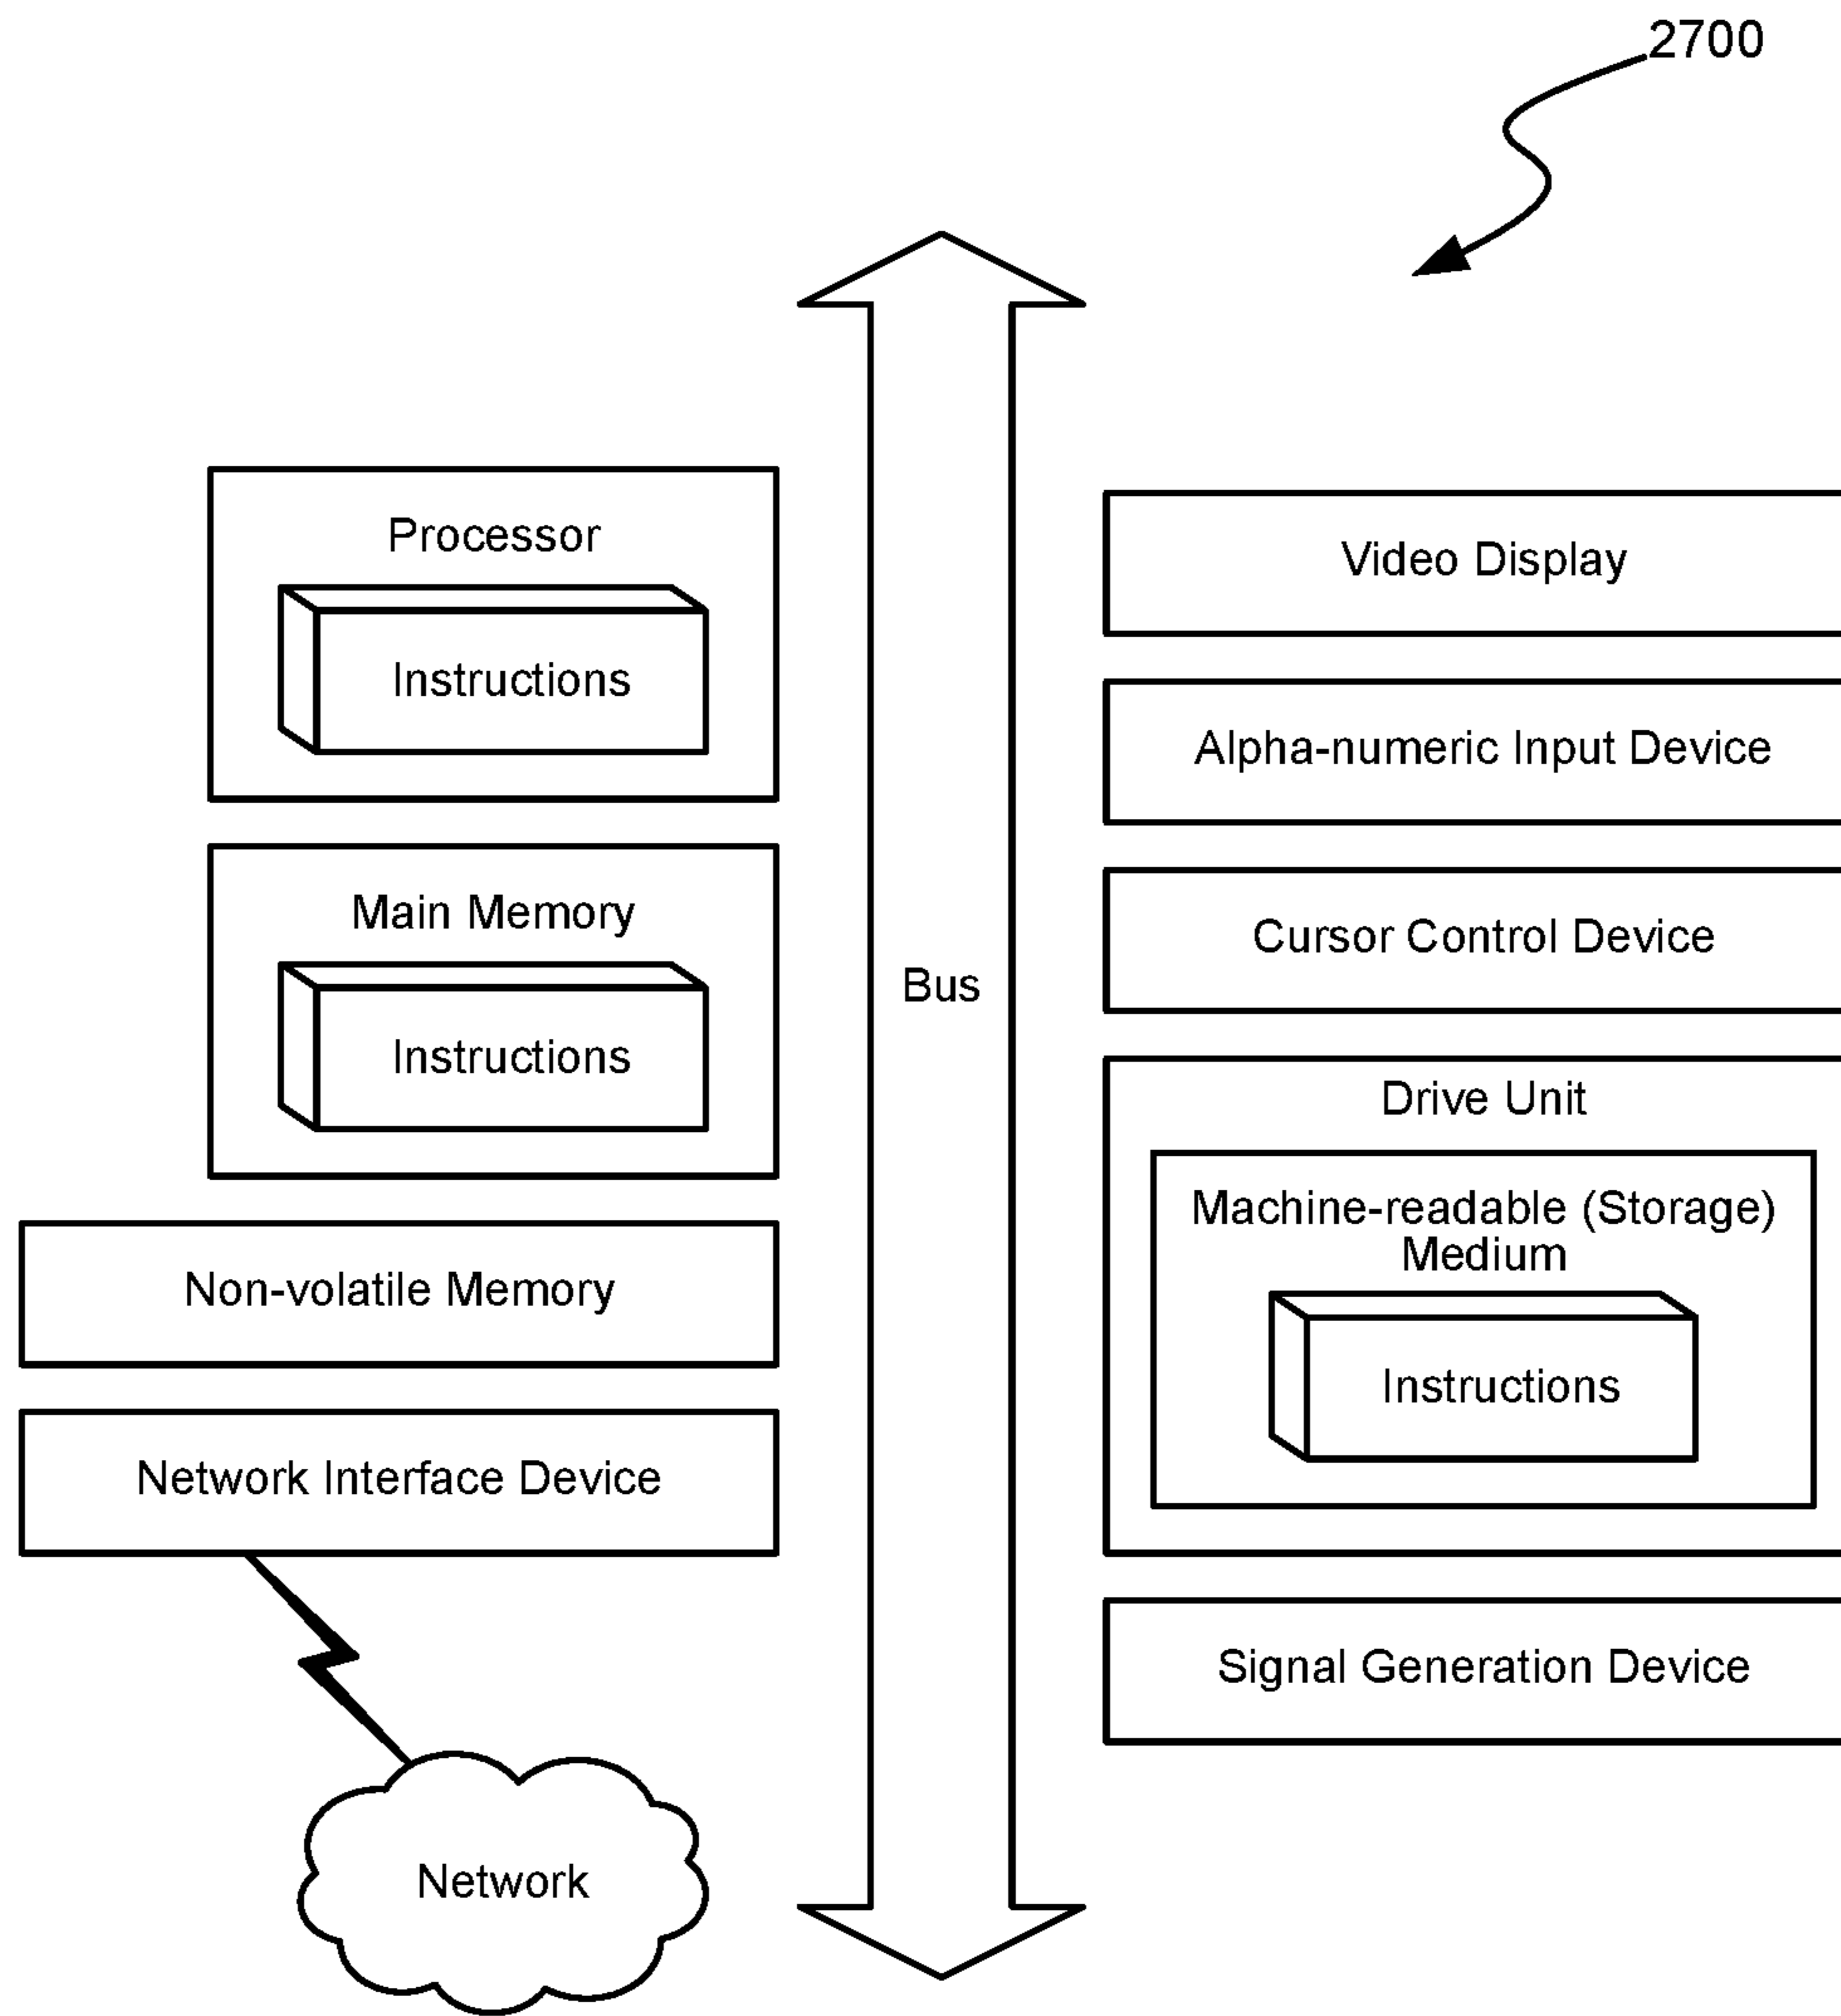 2700
Processor
Instructions
Main Memory
Instructions
Non-volatile Memory
Network Interface Device
Network
Bus
Video Display
Alpha-numeric Input Device
Cursor Control Device
Drive Unit
Machine-readable (Storage)
Medium
Instructions
Signal Generation Device